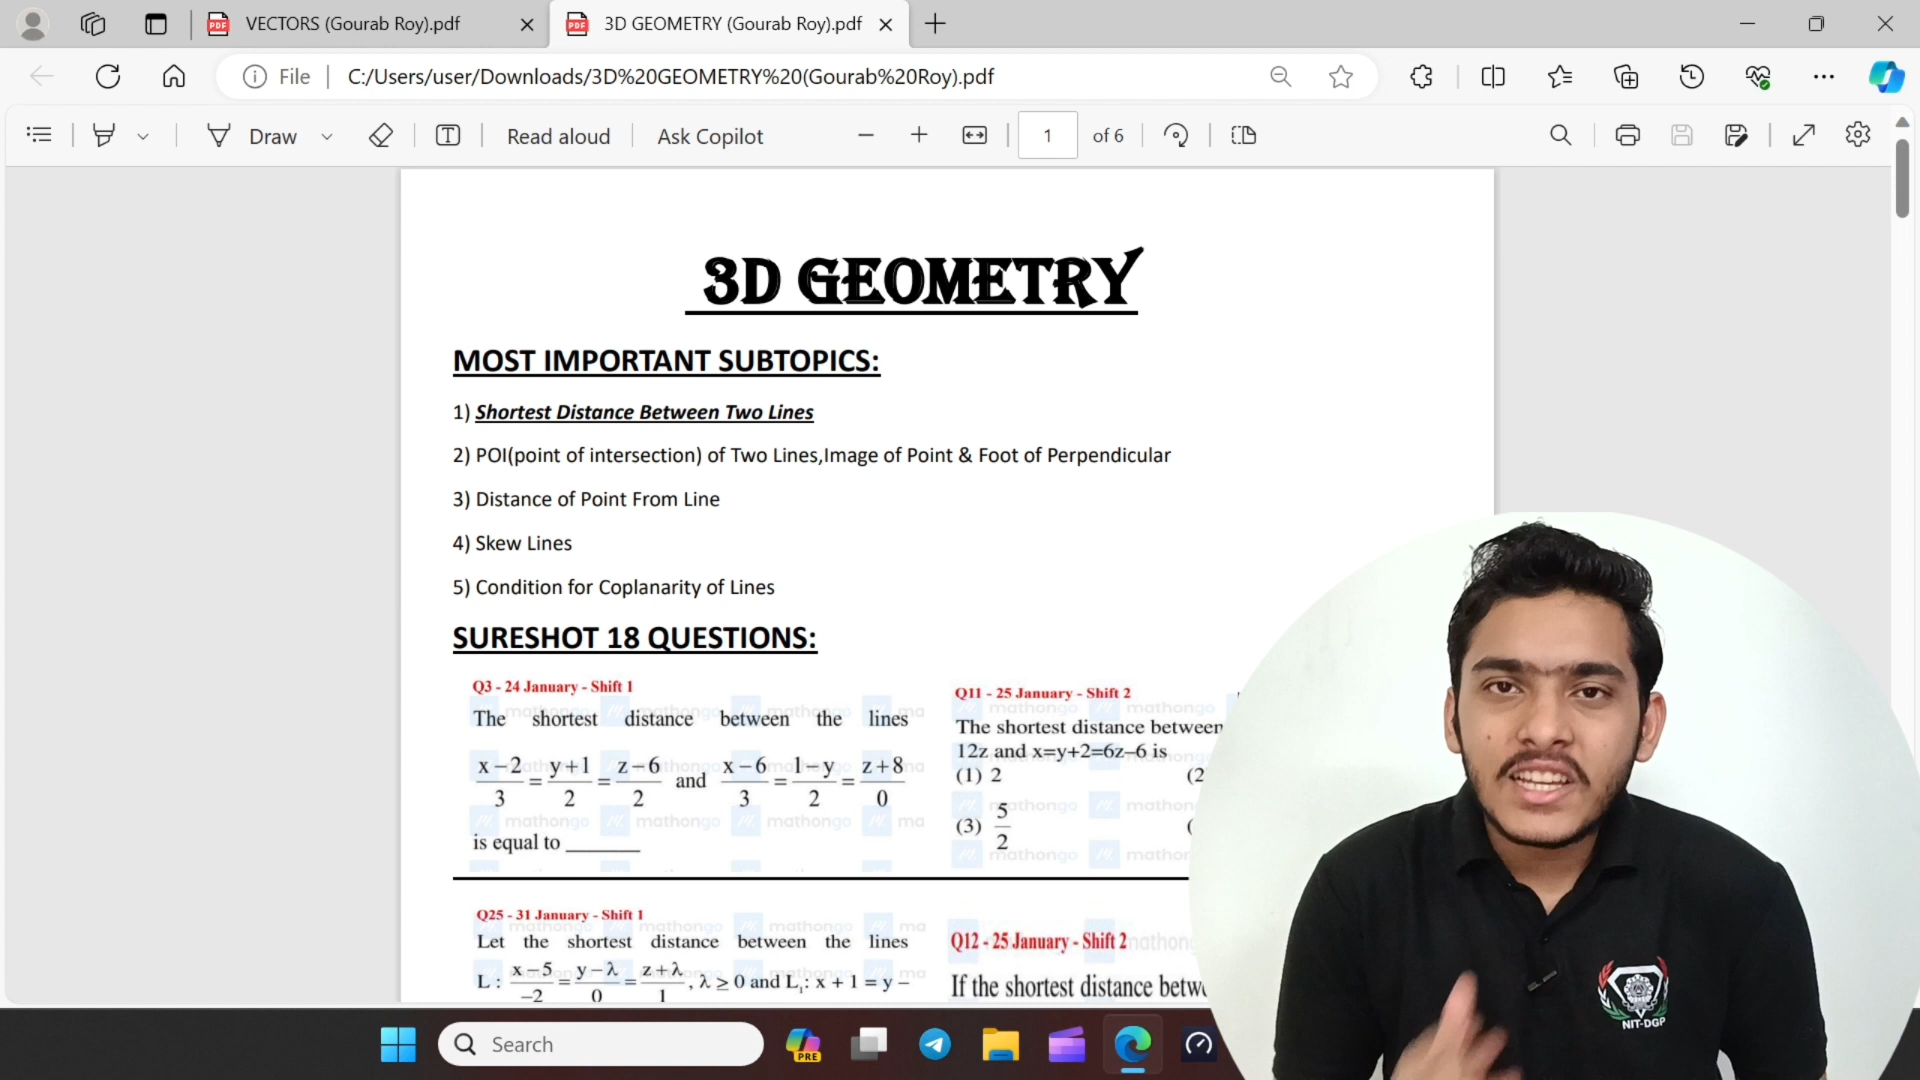 VECTORS (Gourab Roy).pdf
3D GEOMETRY (Gourab Roy).pdf
File
C:/Users/user/Downloads/3D%20GEOMETRY%20(Gourab%20Roy).pdf
Draw
Read aloud
Ask Copilot
1
of 6
3D GEOMETRY
MOST IMPORTANT SUBTOPICS:
1) Shortest Distance Between Two Lines
2) POI(point of intersection) of Two Lines,Image of Point & Foot of Perpendicular
3) Distance of Point From Line
4) Skew Lines
5) Condition for Coplanarity of Lines
SURESHOT 18 QUESTIONS:
Q3 - 24 January - Shift 1
The shortest distance between the lines
x−2/3 = y+1/2 = z−6/2 and x−6/3 = 1−y/2 = z+8/0
is equal to _______
Q11 - 25 January - Shift 2
The shortest distance between
12z and x=y+2=6z−6 is
(1) 2
(2
(3) 5/2
(
Q25 - 31 January - Shift 1
Let the shortest distance between the lines
L : x−5/−2 = y−λ/0 = z+λ/1 , λ ≥ 0 and L₁: x + 1 = y −
Q12 - 25 January - Shift 2
If the shortest distance betw
mathongo
NIT-DGP
Search
PRE